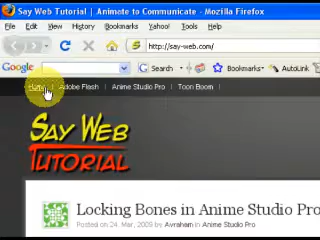 Say Web Tutorial | Animate to Communicate - Mozilla Firefox
File Edit View History Bookmarks Yahoo! Tools Help
http://say-web.com/
Google Search Bookmarks AutoLink
Home | Adobe Flash | Anime Studio Pro | Toon Boom |
SAY WEB
TUTORIAL
Locking Bones in Anime Studio Pro
Posted on 24. Mar, 2009 by Avraham in Anime Studio Pro